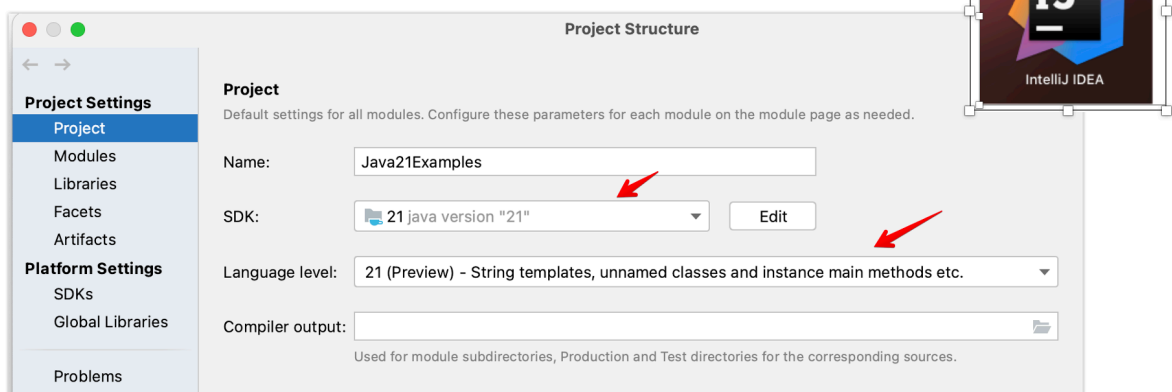 Project Structure
IntelliJ IDEA
Project Settings
Project
Modules
Libraries
Facets
Artifacts
Platform Settings
SDKs
Global Libraries
Problems
Project
Default settings for all modules. Configure these parameters for each module on the module page as needed.
Name: Java21Examples
SDK: 21 java version "21" Edit
Language level: 21 (Preview) - String templates, unnamed classes and instance main methods etc.
Compiler output:
Used for module subdirectories, Production and Test directories for the corresponding sources.